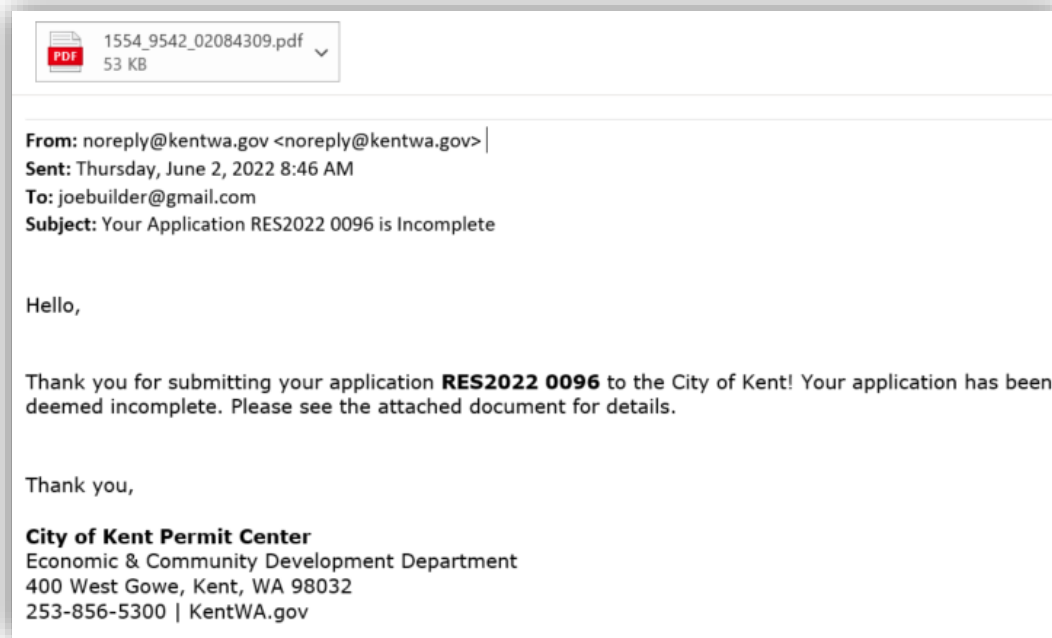 PDF
1554_9542_02084309.pdf
53 KB
From: noreply@kentwa.gov <noreply@kentwa.gov>
Sent: Thursday, June 2, 2022 8:46 AM
To: joebuilder@gmail.com
Subject: Your Application RES2022 0096 is Incomplete
Hello,
Thank you for submitting your application RES2022 0096 to the City of Kent! Your application has been
deemed incomplete. Please see the attached document for details.
Thank you,
City of Kent Permit Center
Economic & Community Development Department
400 West Gowe, Kent, WA 98032
253-856-5300 | KentWA.gov